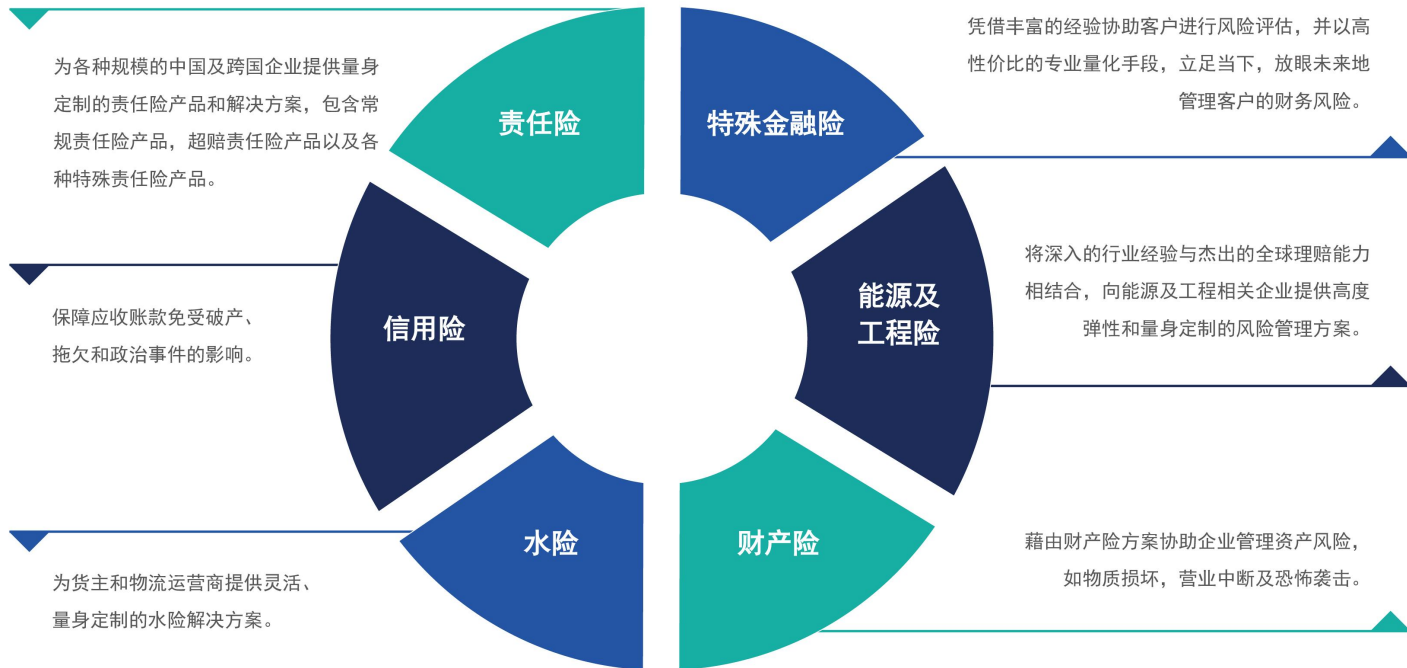 为各种规模的中国及跨国企业提供量身
定制的责任险产品和解决方案，包含常
规责任险产品，超赔责任险产品以及各
种特殊责任险产品。
责任险
特殊金融险
凭借丰富的经验协助客户进行风险评估，并以高
性价比的专业量化手段，立足当下，放眼未来地
管理客户的财务风险。
保障应收账款免受破产、
拖欠和政治事件的影响。
信用险
能源及
工程险
将深入的行业经验与杰出的全球理赔能力
相结合，向能源及工程相关企业提供高度
弹性和量身定制的风险管理方案。
为货主和物流运营商提供灵活、
量身定制的水险解决方案。
水险
财产险
藉由财产险方案协助企业管理资产风险，
如物质损坏，营业中断及恐怖袭击。